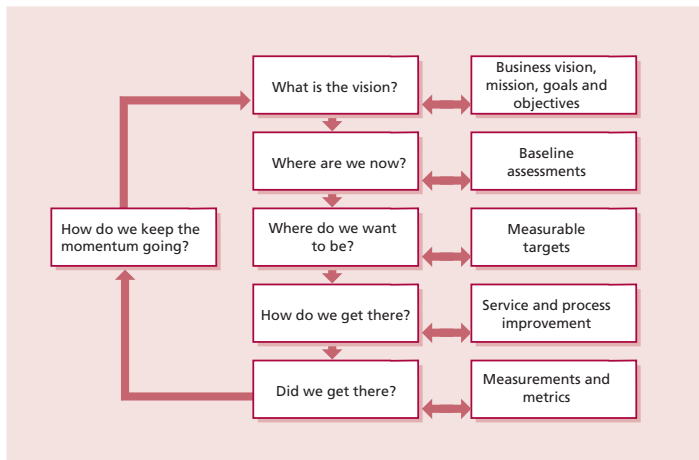 What is the vision?
Business vision,
mission, goals and
objectives
Where are we now?
Baseline
assessments
How do we keep the
momentum going?
Where do we want
to be?
Measurable
targets
How do we get there?
Service and process
improvement
Did we get there?
Measurements and
metrics